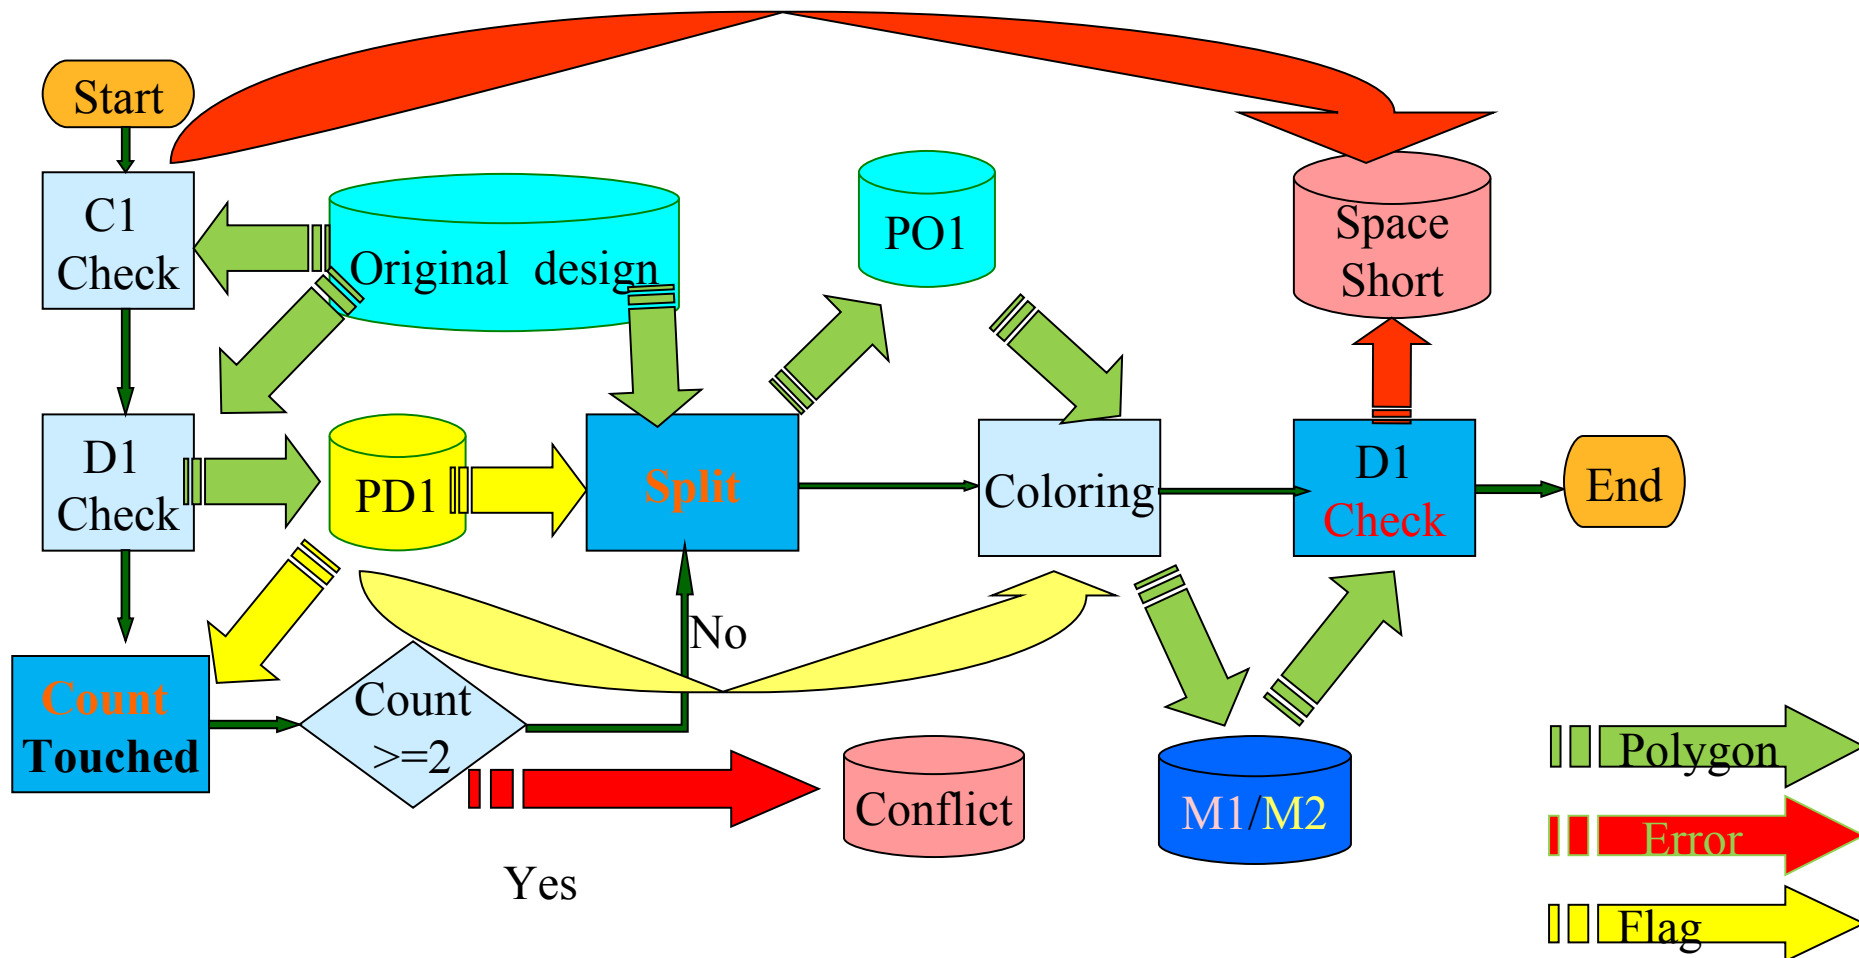 Start
C1
Check
Original design
PO1
Space
Short
D1
Check
PD1
Split
Coloring
D1
Check
End
No
Count
Touched
Count
>=2
Conflict
M1/M2
Yes
Polygon
Error
Flag